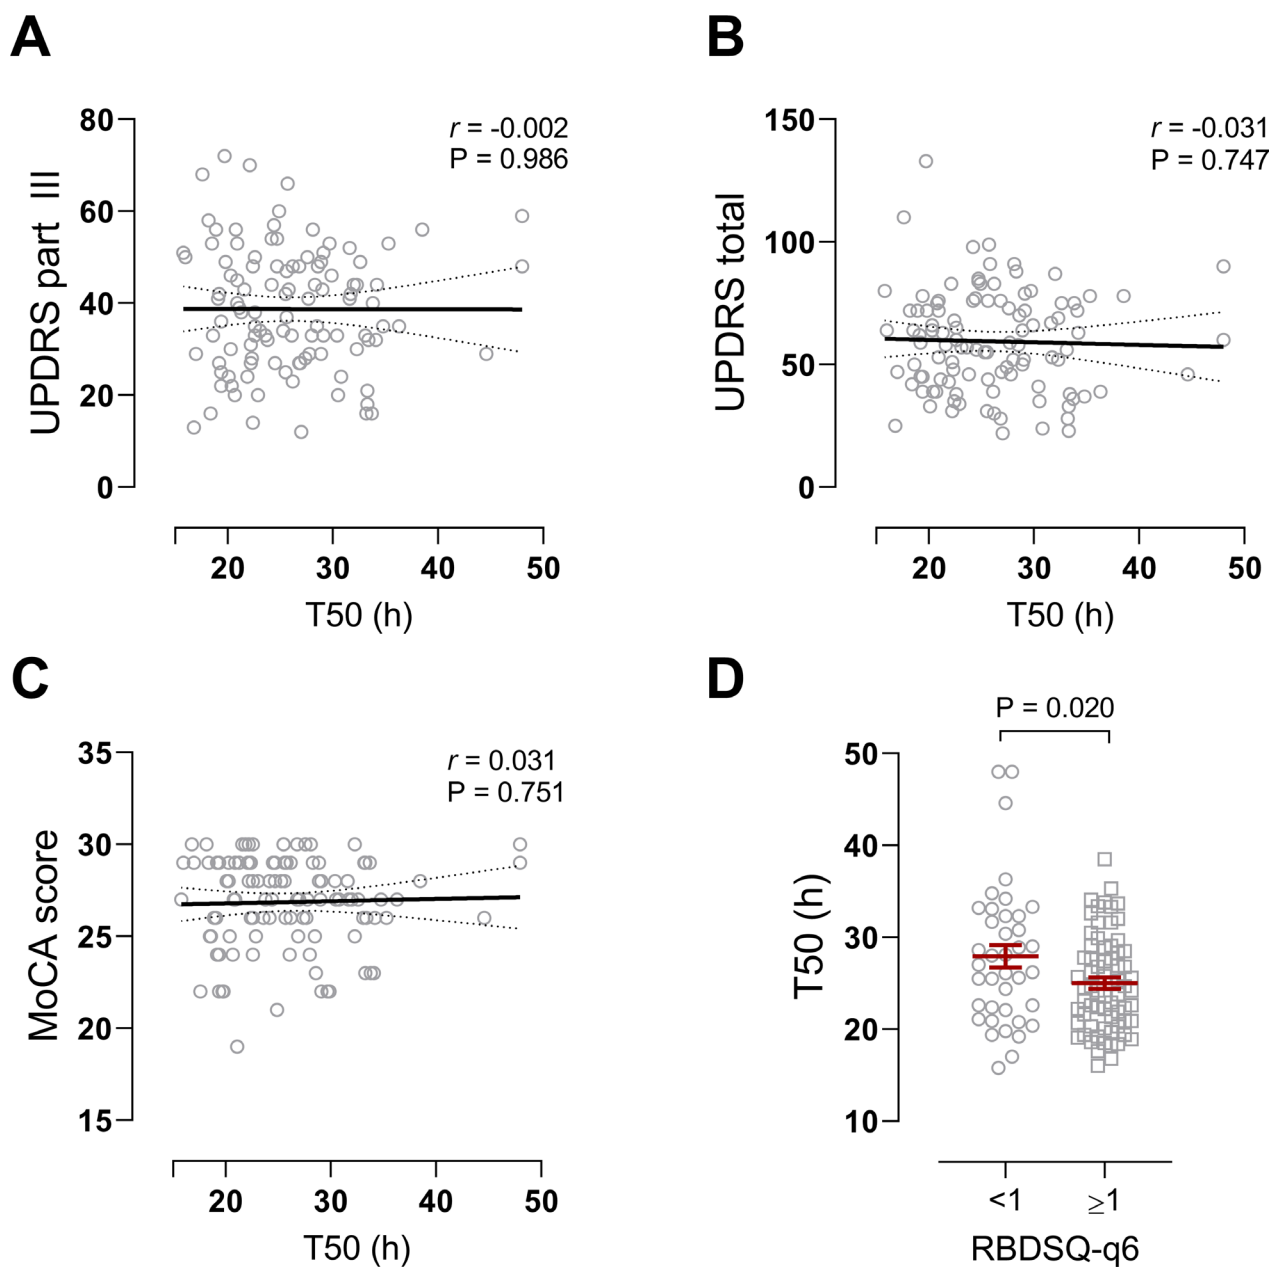 A
80
60
40
20
0
UPDRS part III
r = -0.002
P = 0.986
20 30 40 50
T50 (h)
B
150
100
50
0
UPDRS total
r = -0.031
P = 0.747
20 30 40 50
T50 (h)
C
35
30
25
20
15
MoCA score
r = 0.031
P = 0.751
20 30 40 50
T50 (h)
D
P = 0.020
50
40
30
20
10
T50 (h)
<1 ≥1
RBDSQ-q6